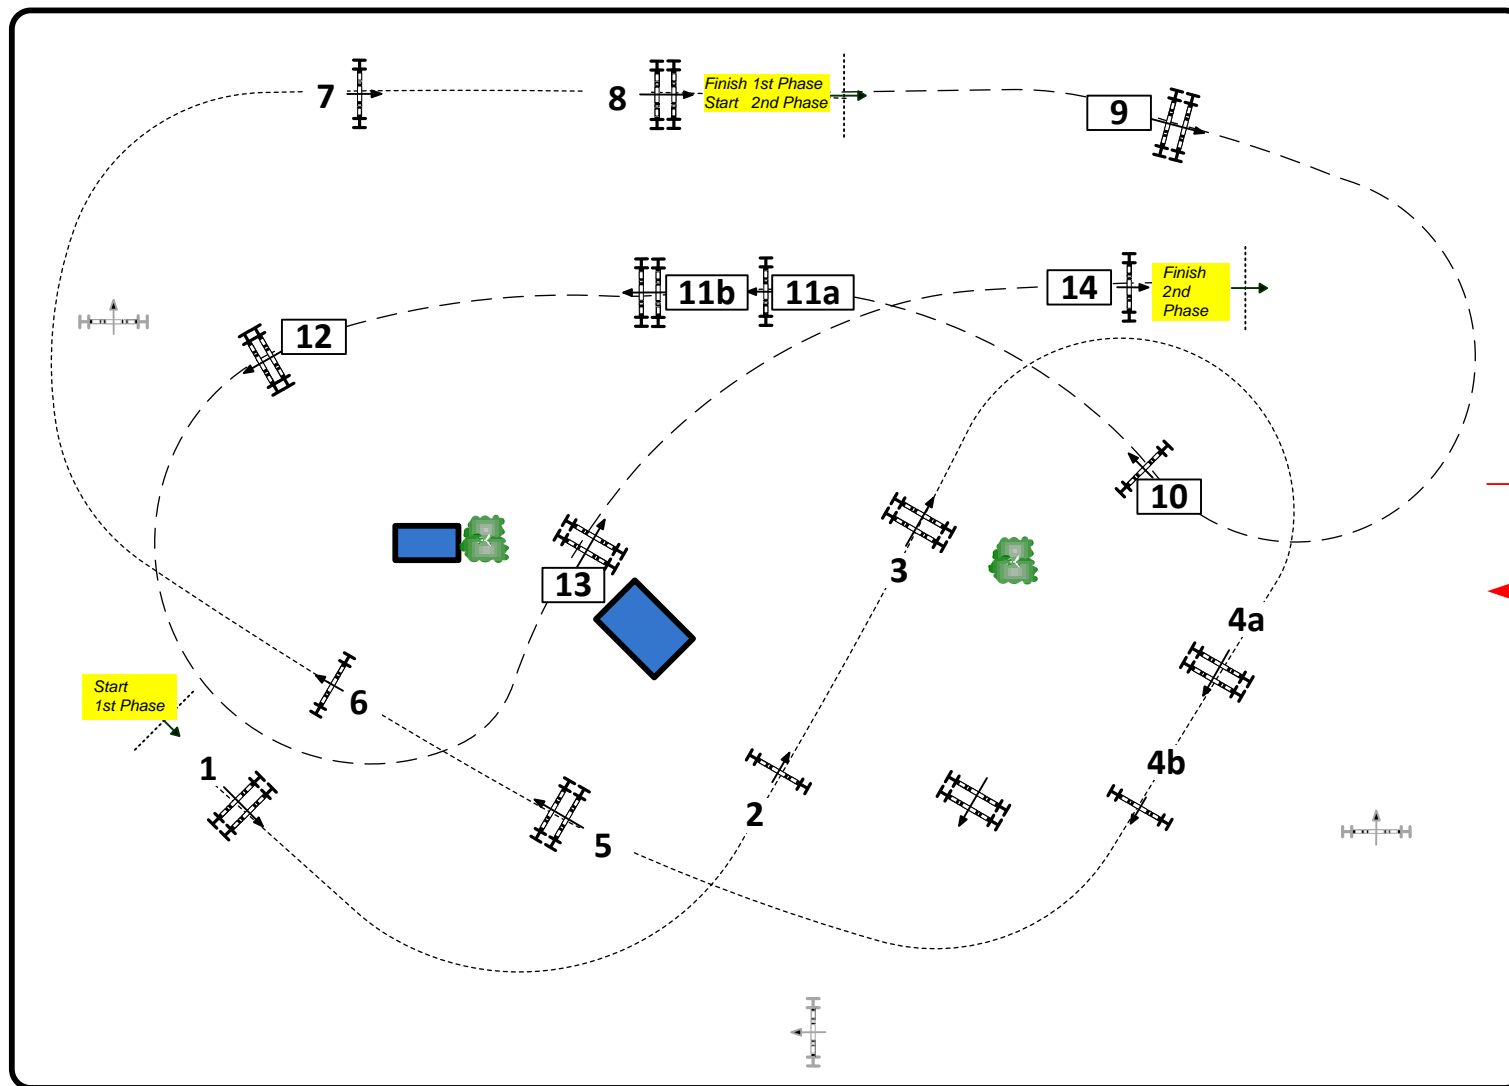 7
8
Finish 1st Phase
Start 2nd Phase
9
11b
11a
14
Finish
2nd
Phase
12
10
3
13
4a
Start
1st Phase
6
1
2
4b
5